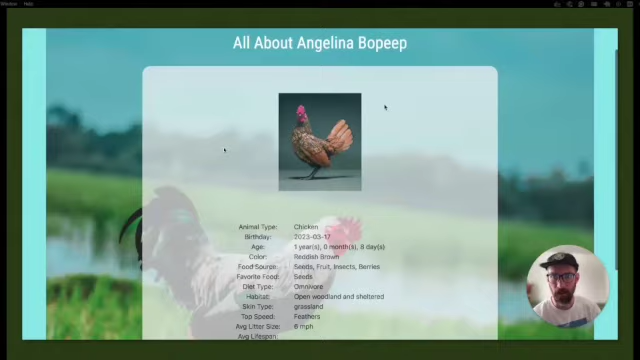 Window Help
All About Angelina Bopeep
Animal Type: Chicken
Birthday: 2023-03-17
Age: 1 year(s), 0 month(s), 8 day(s)
Color: Reddish Brown
Food Source: Seeds, Fruit, Insects, Berries
Favorite Food: Seeds
Diet Type: Omnivore
Habitat: Open woodland and sheltered
Skin Type: grassland
Top Speed: Feathers
Avg Litter Size: 8 mph
Avg Lifespan: